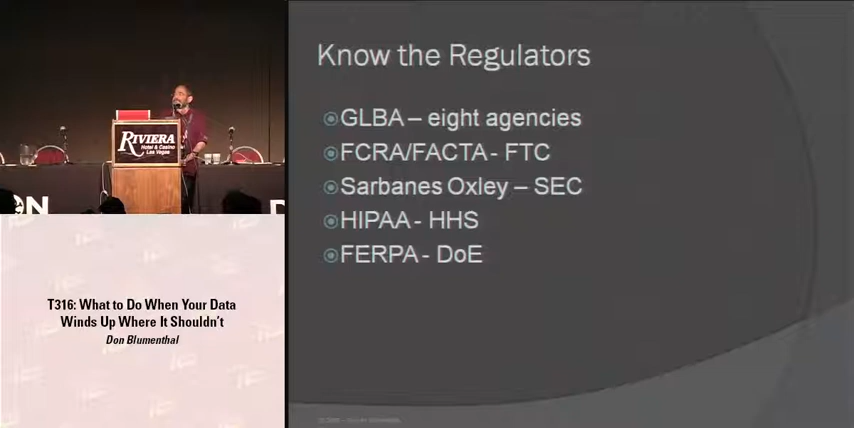 RIVIERA
Hotel & Casino
Las Vegas
T316: What to Do When Your Data
Winds Up Where It Shouldn't
Don Blumenthal
Know the Regulators
GLBA – eight agencies
FCRA/FACTA - FTC
Sarbanes Oxley – SEC
HIPAA - HHS
FERPA - DoE